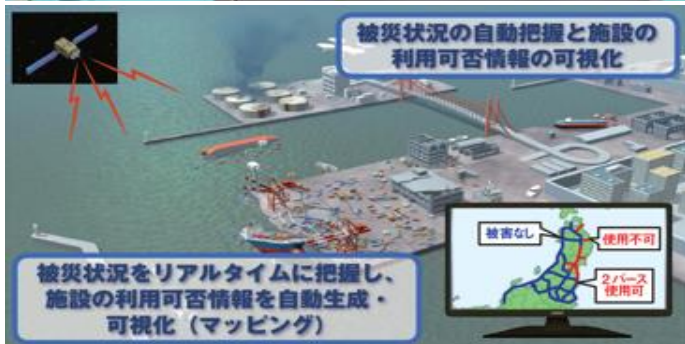 被災状況の自動把握と施設の
利用可否情報の可視化
被害なし
使用不可
2バース
使用可
被災状況をリアルタイムに把握し、
施設の利用可否情報を自動生成・
可視化（マッピング）